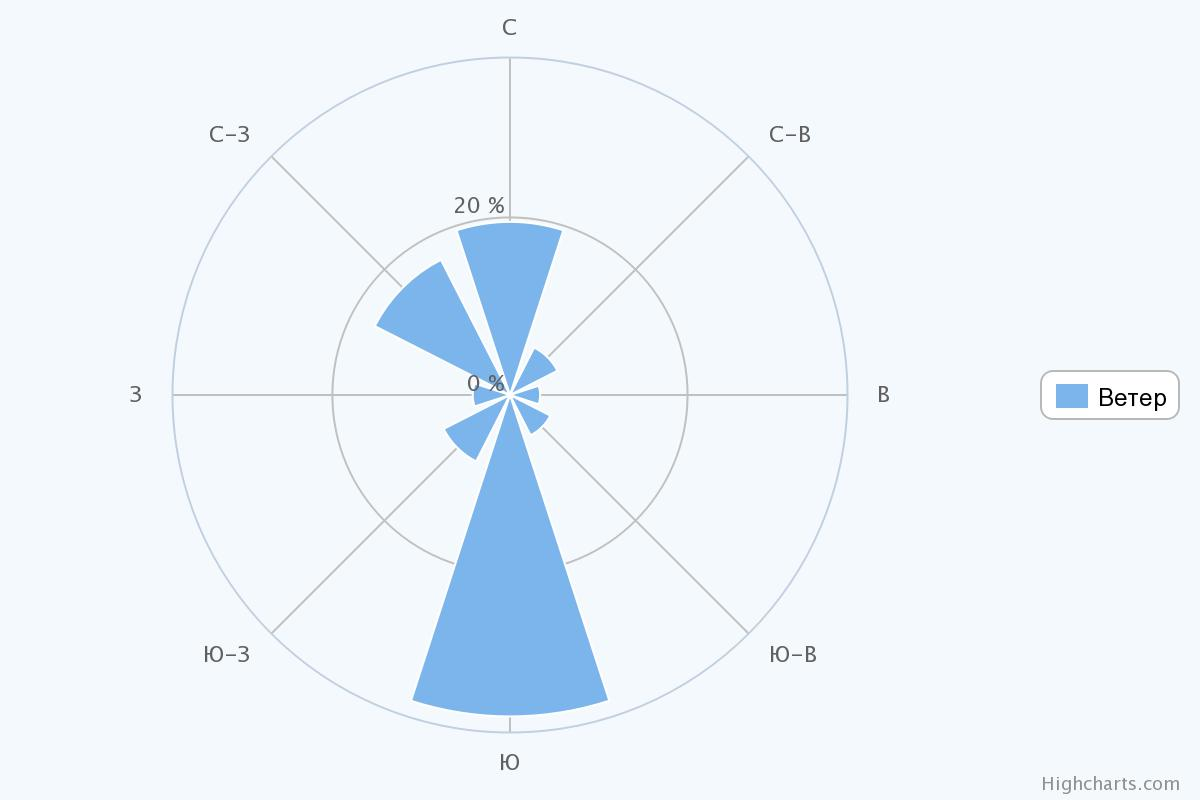 С
С-З
С-В
20 %
0 %
З
В
Ветер
Ю-З
Ю-В
Ю
Highcharts.com